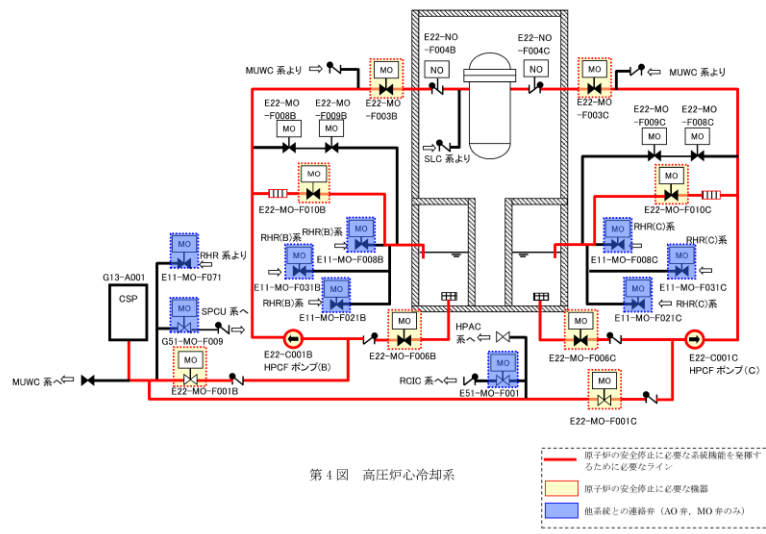 E22-NO
-F004B
E22-NO
-F004C
MUWC 系より
MO
NO
NO
MO
MUWC 系より
E22-MO
-F008B
E22-MO
-F009B
E22-MO
-F003B
E22-MO
-F003C
E22-MO
-F009C
E22-MO
-F008C
MO
MO
MO
MO
SLC 系より
MO
MO
E22-MO-F010B
E22-MO-F010C
RHR(B)系
RHR(B)系
MO
E11-MO-F008B
MO
E11-MO-F031B
RHR(B)系
MO
E11-MO-F021B
MO
RHR(C)系
E11-MO-F008C
MO
RHR(C)系
E11-MO-F031C
MO
RHR(C)系
E11-MO-F021C
MO
RHR 系より
E11-MO-F071
G13-A001
CSP
MO
SPCU 系へ
G51-MO-F009
MO
E22-MO-F001B
MUWC 系へ
E22-C001B
HPCF ポンプ(B)
MO
E22-MO-F006B
HPAC
系へ
RCIC 系へ
MO
E51-MO-F001
MO
E22-MO-F006C
E22-C001C
HPCF ポンプ(C)
MO
E22-MO-F001C
第4図 高圧炉心冷却系
原子炉の安全停止に必要な系統機能を発揮す
るために必要なライン
原子炉の安全停止に必要な機器
他系統との連絡弁（AO 弁，MO 弁のみ）